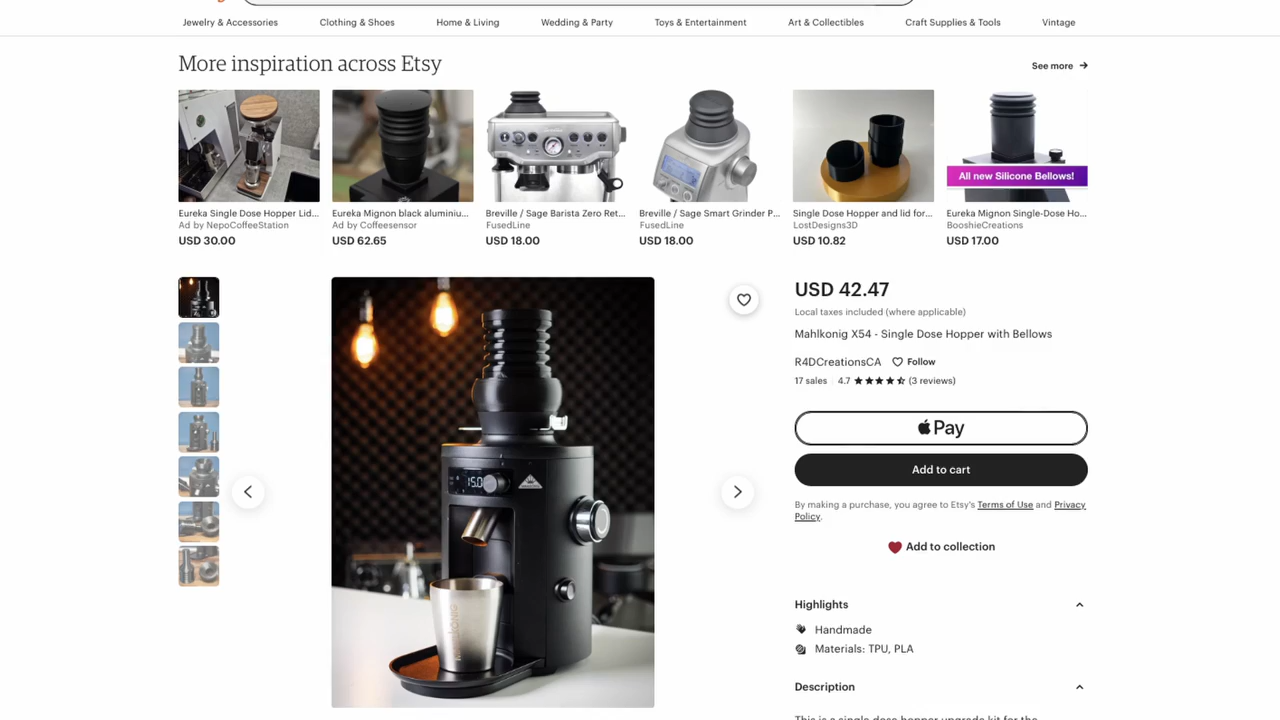 Jewelry & Accessories
Clothing & Shoes
Home & Living
Wedding & Party
Toys & Entertainment
Art & Collectibles
Craft Supplies & Tools
Vintage
More inspiration across Etsy
See more
All new Silicone Bellows!
Eureka Single Dose Hopper Lid...
Ad by NepoCoffeeStation
USD 30.00
Eureka Mignon black aluminiu...
Ad by Coffeesensor
USD 62.65
Breville / Sage Barista Zero Ret...
FusedLine
USD 18.00
Breville / Sage Smart Grinder P...
FusedLine
USD 18.00
Single Dose Hopper and lid for...
LostDesigns3D
USD 10.82
Eureka Mignon Single-Dose Ho...
BooshieCreations
USD 17.00
15.0
USD 42.47
Local taxes included (where applicable)
Mahlkonig X54 - Single Dose Hopper with Bellows
R4DCreationsCA
Follow
17 sales
4.7
(3 reviews)
Pay
Add to cart
By making a purchase, you agree to Etsy's Terms of Use and Privacy
Policy.
Add to collection
Highlights
Handmade
Materials: TPU, PLA
Description